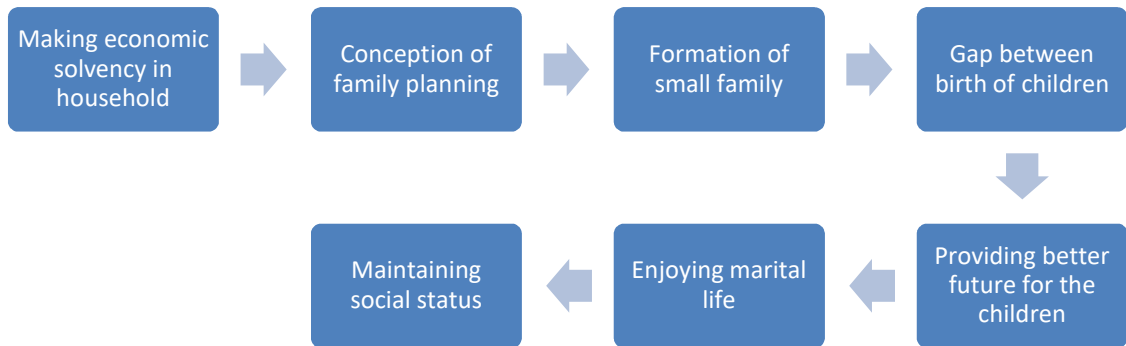 Making economic
solvency in
household
Conception of
family planning
Formation of
small family
Gap between
birth of children
Providing better
future for the
children
Enjoying marital
life
Maintaining
social status